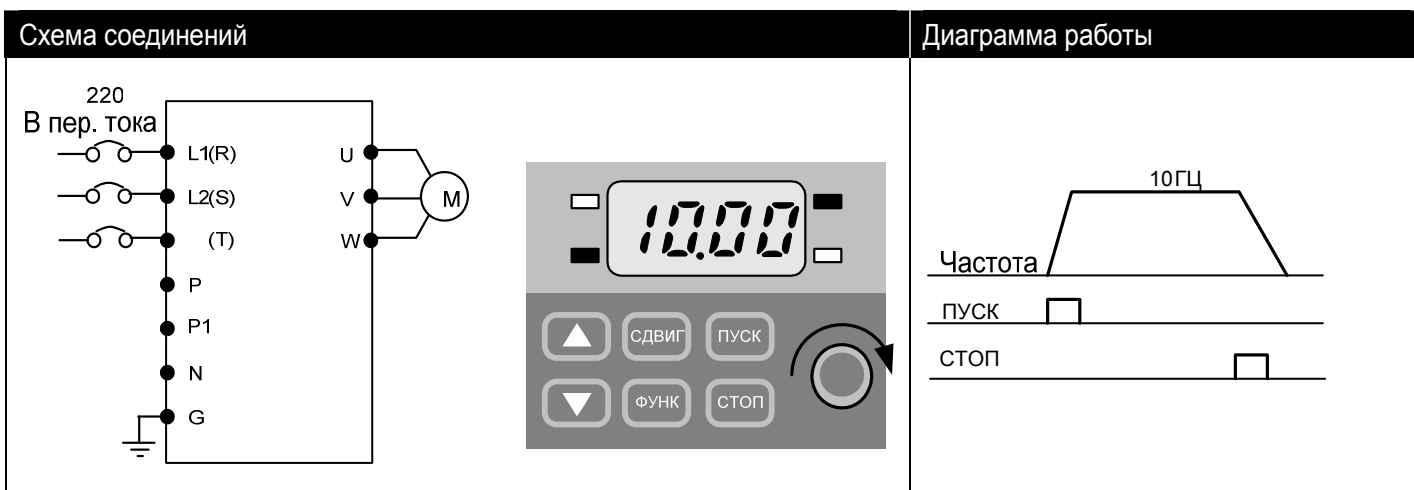 Схема соединений
Диаграмма работы
220
В пер. тока
L1(R)
L2(S)
(T)
P
P1
N
G
U
V
W
M
10.00
СДВИГ
ПУСК
ФУНК
СТОП
10ГЦ
Частота
ПУСК
СТОП